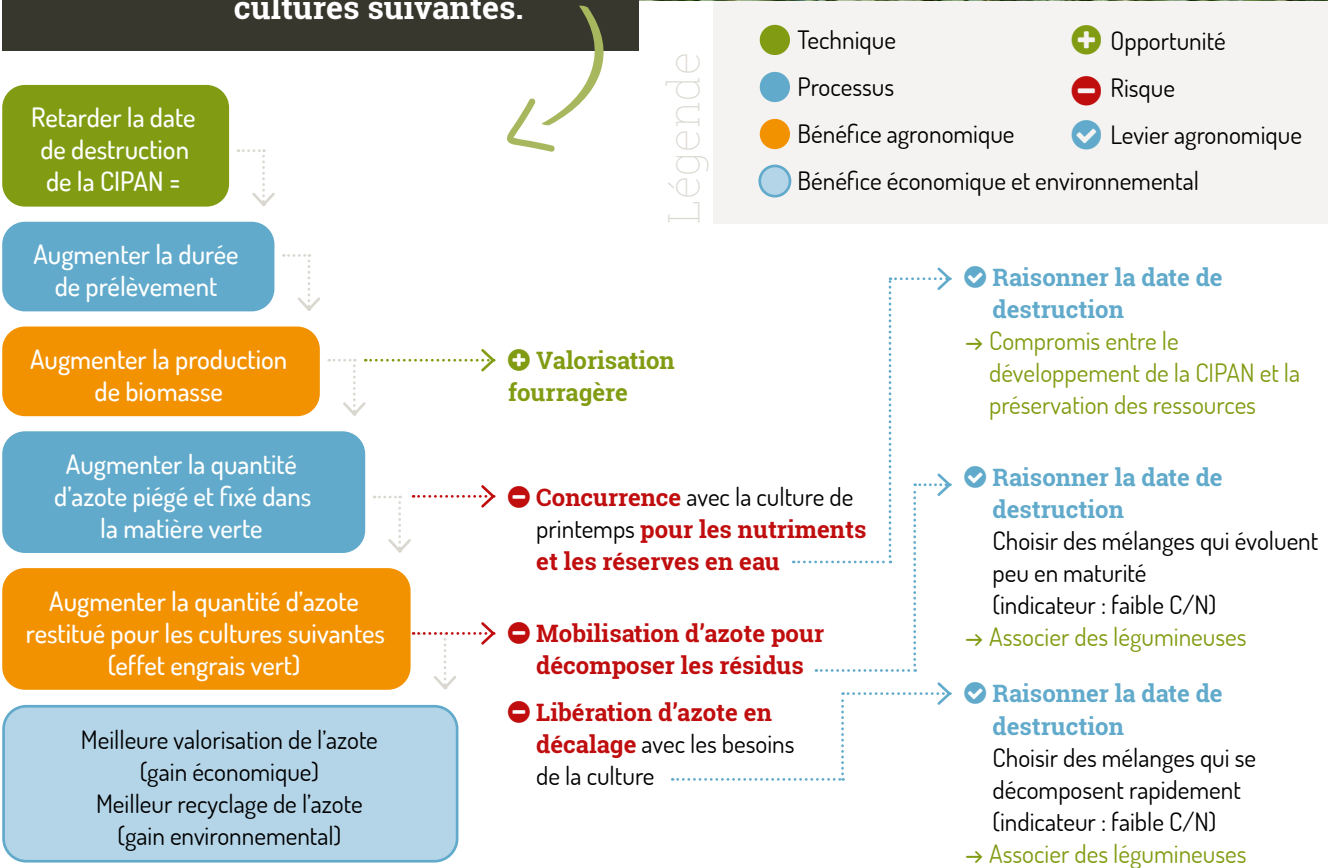 cultures suivantes.
Légende
Technique
Opportunité
Processus
Risque
Bénéfice agronomique
Levier agronomique
Bénéfice économique et environnemental
Retarder la date
de destruction
de la CIPAN =
Augmenter la durée
de prélèvement
Augmenter la production
de biomasse
Augmenter la quantité
d'azote piégé et fixé dans
la matière verte
Augmenter la quantité d'azote
restitué pour les cultures suivantes
(effet engrais vert)
Meilleure valorisation de l'azote
(gain économique)
Meilleur recyclage de l'azote
(gain environnemental)
Valorisation
fourragère
Concurrence avec la culture de
printemps pour les nutriments
et les réserves en eau
Mobilisation d'azote pour
décomposer les résidus
Libération d'azote en
décalage avec les besoins
de la culture
Raisonner la date de
destruction
→ Compromis entre le
développement de la CIPAN et la
préservation des ressources
Raisonner la date de
destruction
Choisir des mélanges qui évoluent
peu en maturité
(indicateur : faible C/N)
→ Associer des légumineuses
Raisonner la date de
destruction
Choisir des mélanges qui se
décomposent rapidement
(indicateur : faible C/N)
→ Associer des légumineuses